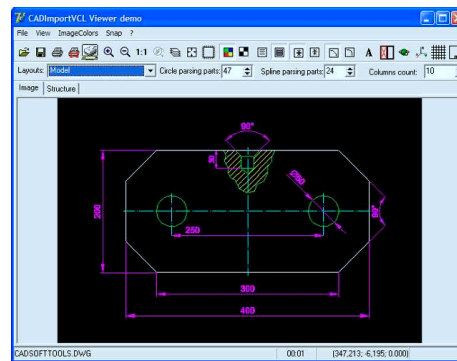 CADImportVCL Viewer demo
File View ImageColors Snap ?
1:1 A
Layouts: Model Circle parsing parts: 47 Spline parsing parts: 24 Columns count: 10
Image Structure
90°
30
Ø50
200
90°
250
300
400
CADSOFTTOOLS.DWG 00:01 (347,213; -6,195; 0,000)